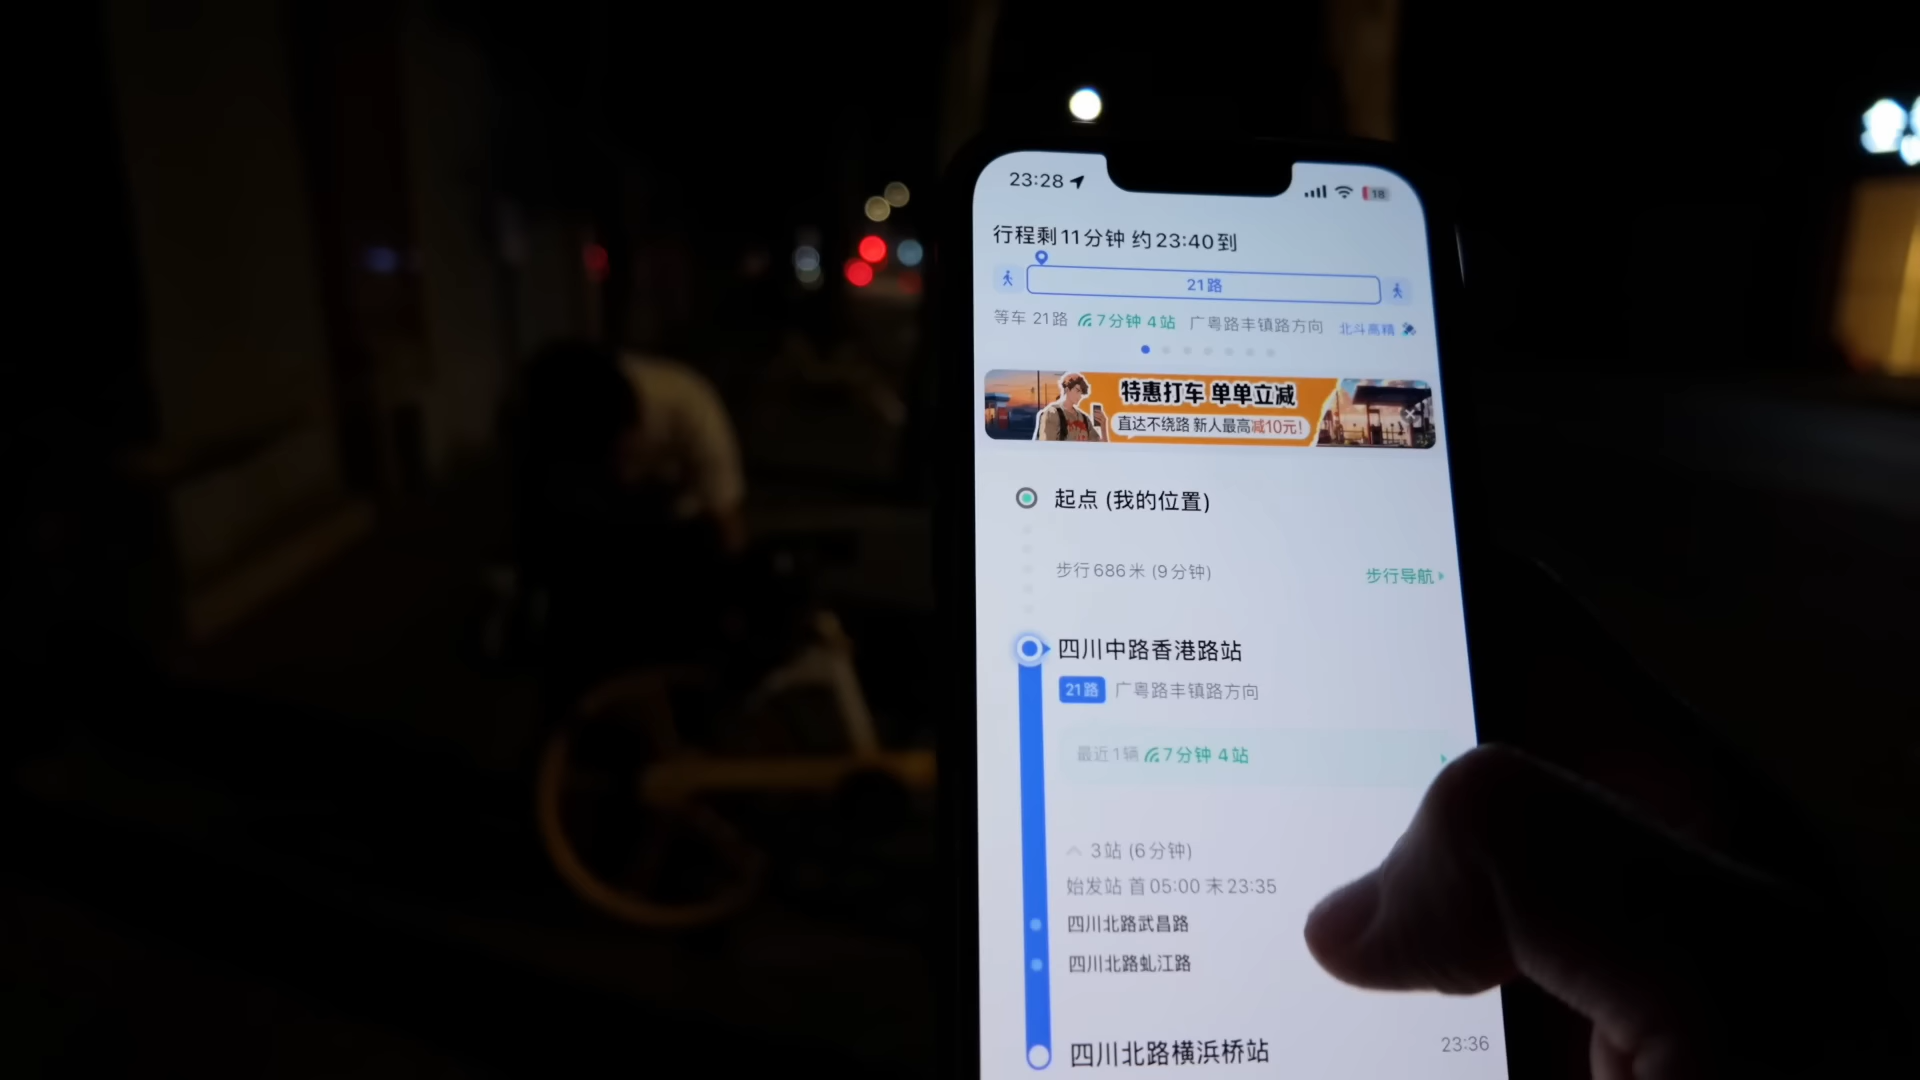 23:28
18
行程剩11分钟 约23:40到
21路
等车 21路 7分钟 4站 广粤路丰镇路方向 北斗高精
特惠打车 单单立减
直达不绕路 新人最高减10元!
起点 (我的位置)
步行686米 (9分钟) 步行导航
四川中路香港路站
21路 广粤路丰镇路方向
最近1辆 7分钟 4站
3站 (6分钟)
始发站 首05:00 末23:35
四川北路武昌路
四川北路虬江路
四川北路横浜桥站 23:36